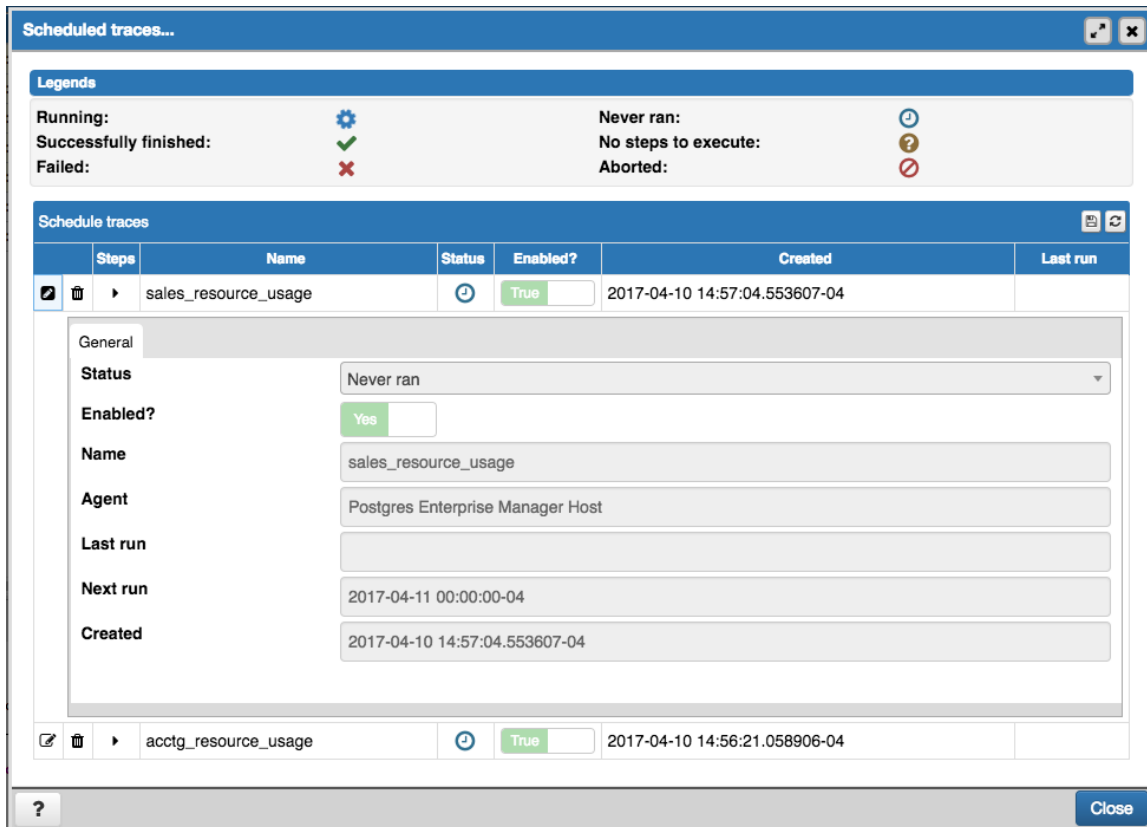 Scheduled traces...
Legends
Running: Never ran:
Successfully finished: No steps to execute:
Failed: Aborted:
Schedule traces
Steps Name Status Enabled? Created Last run
sales_resource_usage True 2017-04-10 14:57:04.553607-04
General
Status Never ran
Enabled? Yes
Name sales_resource_usage
Agent Postgres Enterprise Manager Host
Last run
Next run 2017-04-11 00:00:00-04
Created 2017-04-10 14:57:04.553607-04
acctg_resource_usage True 2017-04-10 14:56:21.058906-04
? Close